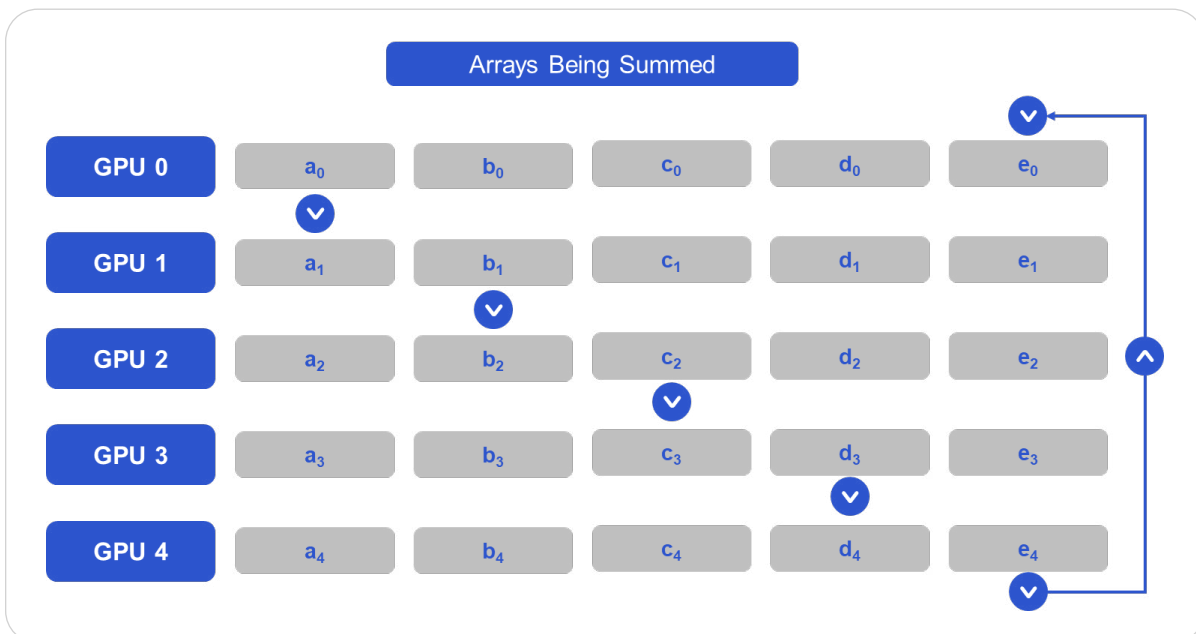 Arrays Being Summed
GPU 0 a₀ b₀ c₀ d₀ e₀
GPU 1 a₁ b₁ c₁ d₁ e₁
GPU 2 a₂ b₂ c₂ d₂ e₂
GPU 3 a₃ b₃ c₃ d₃ e₃
GPU 4 a₄ b₄ c₄ d₄ e₄